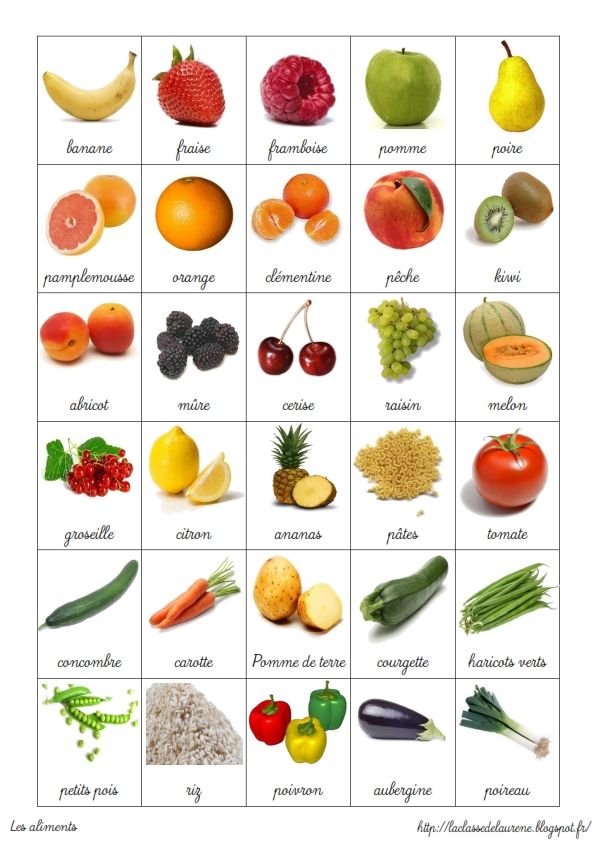 banane fraise framboise pomme poire
pamplemousse orange clémentine pêche kiwi
abricot mûre cerise raisin melon
groseille citron ananas pâtes tomate
concombre carotte Pomme de terre courgette haricots verts
petits pois riz poivron aubergine poireau
Les aliments http://laclassedelaurene.blogspot.fr/